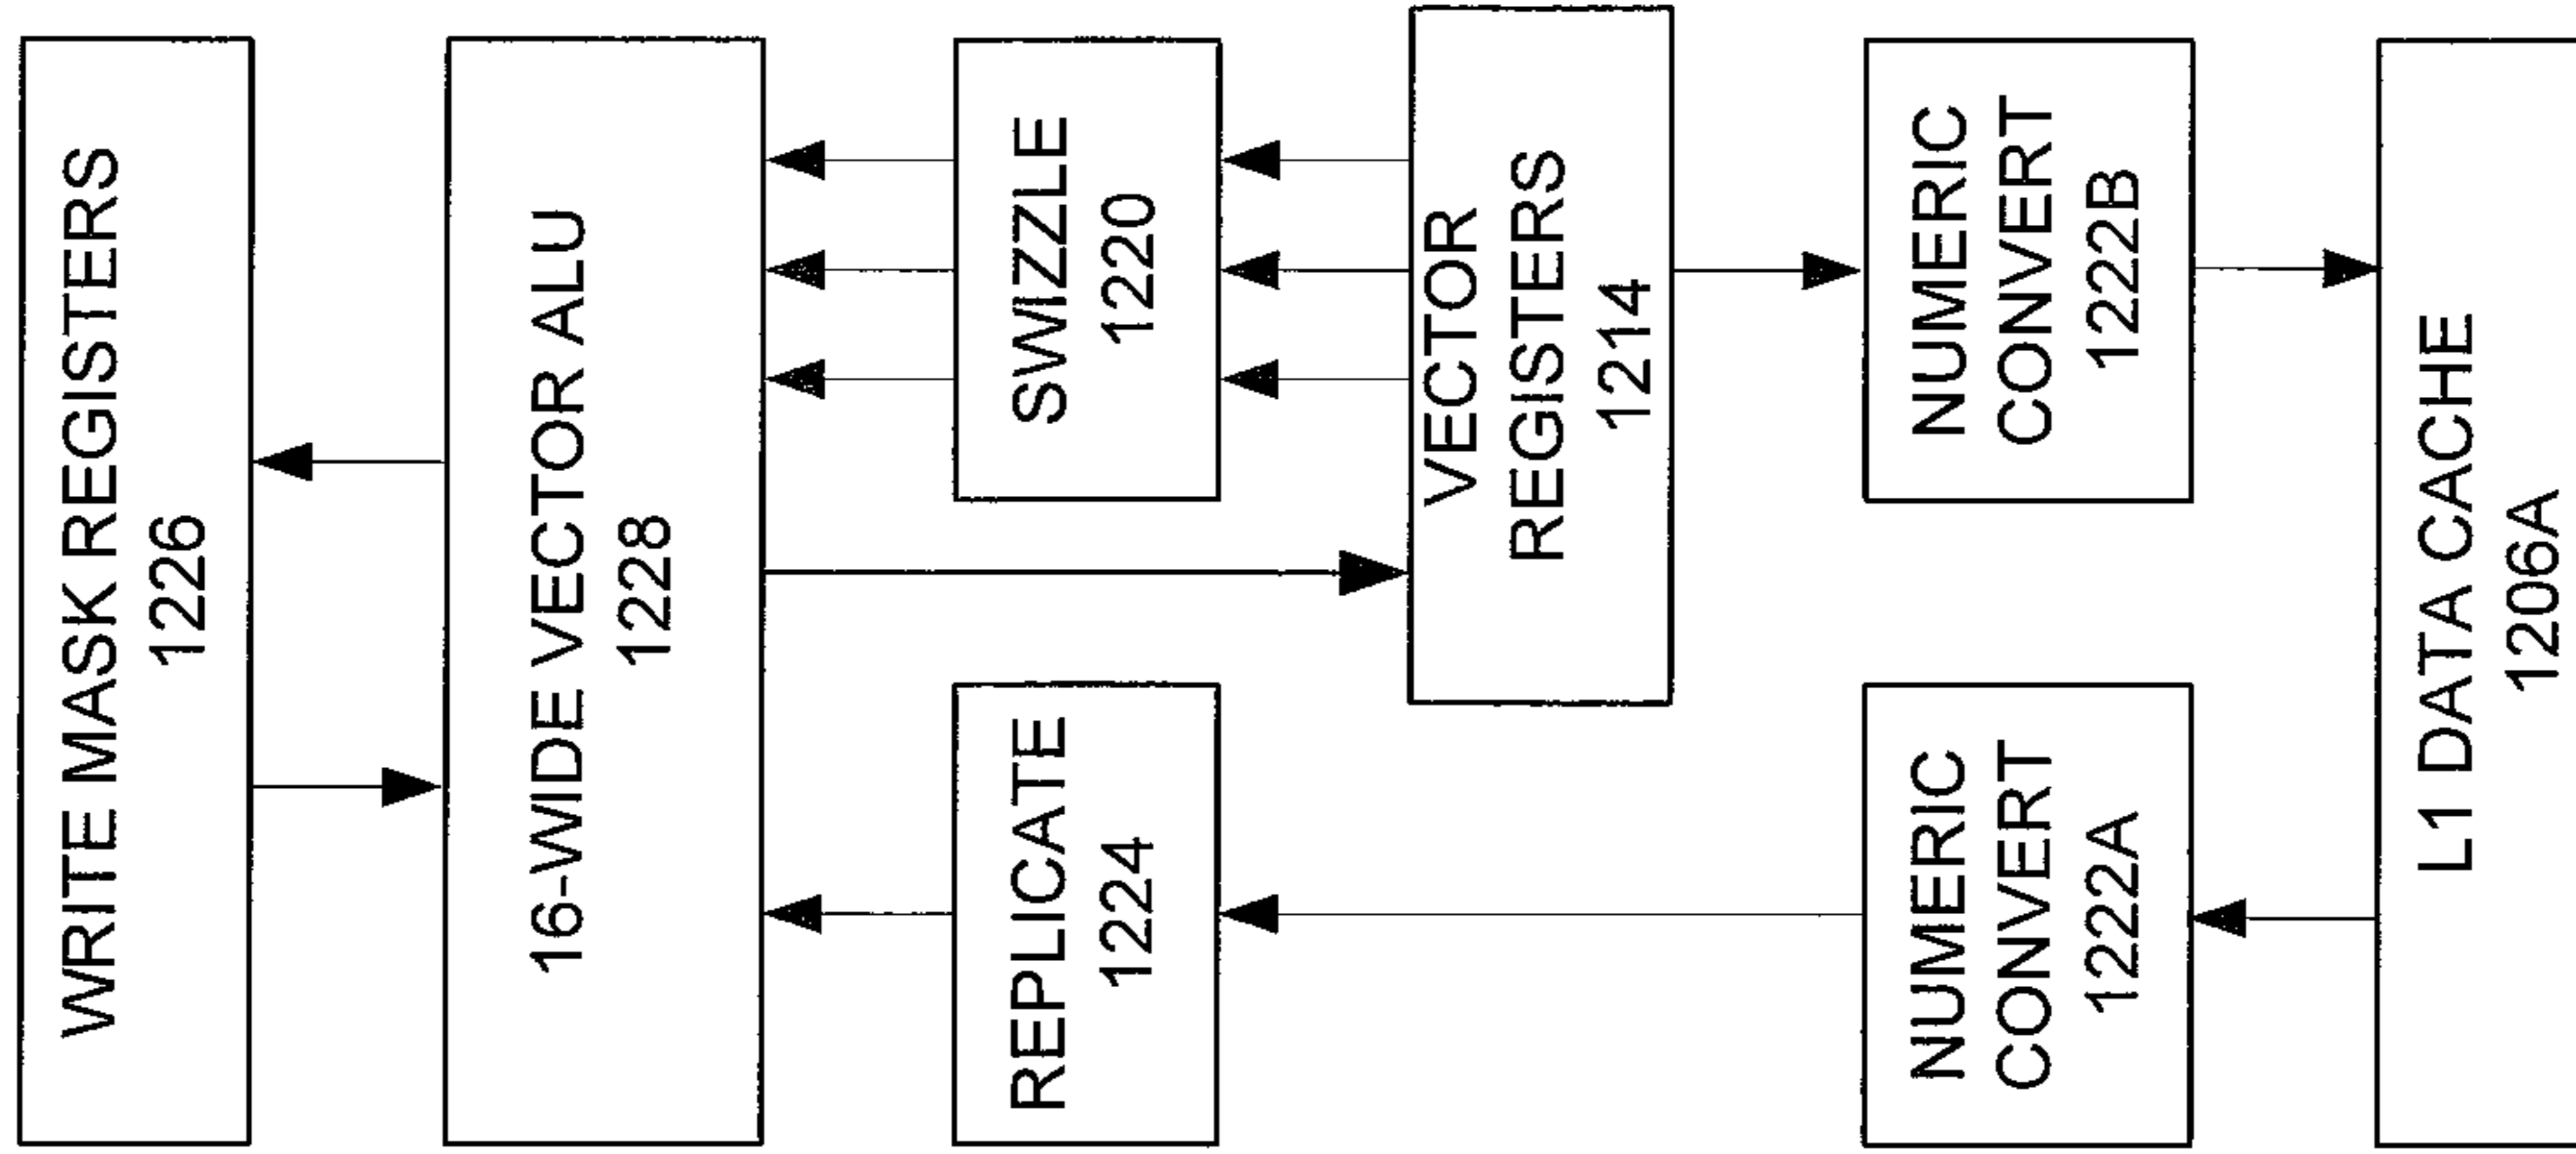 WRITE MASK REGISTERS
1226
16-WIDE VECTOR ALU
1228
REPLICATE
1224
SWIZZLE
1220
VECTOR
REGISTERS
1214
NUMERIC
CONVERT
1222A
NUMERIC
CONVERT
1222B
L1 DATA CACHE
1206A